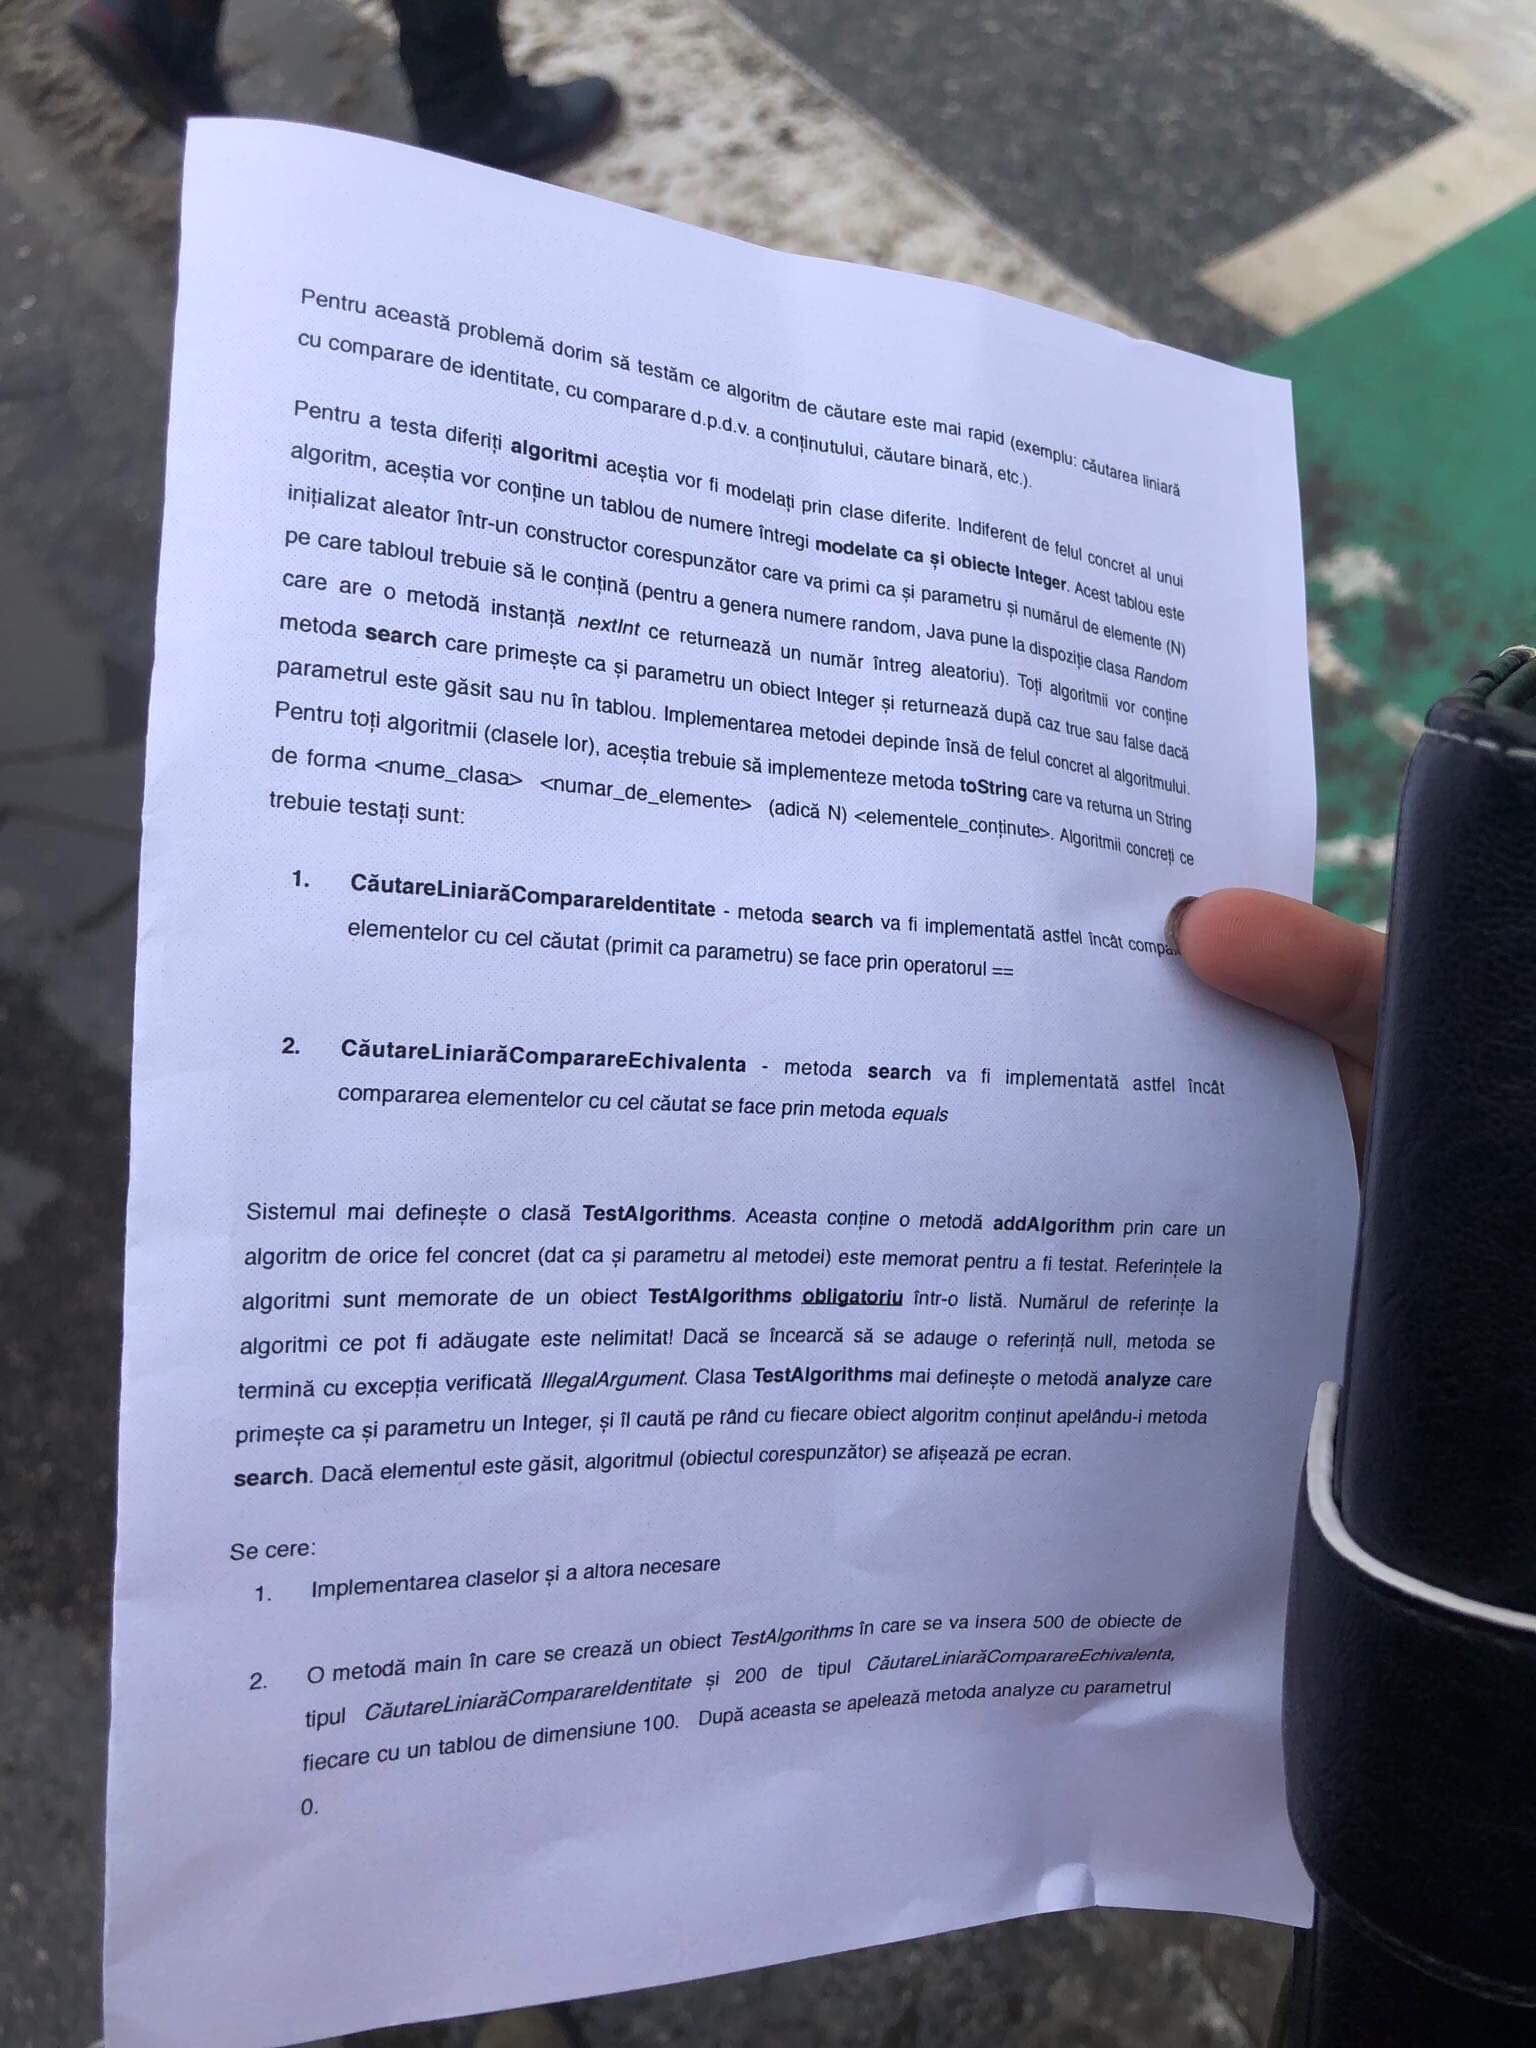 Pentru această problemă dorim să testăm ce algoritm de căutare este mai rapid (exemplu: căutarea liniară
cu comparare de identitate, cu comparare d.p.d.v. a conținutului, căutare binară, etc.).
Pentru a testa diferiți algoritmi aceștia vor fi modelați prin clase diferite. Indiferent de felul concret al unui
algoritm, aceștia vor conține un tablou de numere întregi modelate ca și obiecte Integer. Acest tablou este
inițializat aleator într-un constructor corespunzător care va primi ca și parametru și numărul de elemente (N)
pe care tabloul trebuie să le conțină (pentru a genera numere random, Java pune la dispoziție clasa Random
care are o metodă instanță nextInt ce returnează un număr întreg aleatoriu). Toți algoritmii vor conține
metoda search care primește ca și parametru un obiect Integer și returnează după caz true sau false dacă
parametrul este găsit sau nu în tablou. Implementarea metodei depinde însă de felul concret al algoritmului.
Pentru toți algoritmii (clasele lor), aceștia trebuie să implementeze metoda toString care va returna un String
de forma <nume_clasa> <numar_de_elemente> (adică N) <elementele_conținute>. Algoritmii concreți ce
trebuie testați sunt:
1. CăutareLiniarăComparareIdentitate - metoda search va fi implementată astfel încât
elementelor cu cel căutat (primit ca parametru) se face prin operatorul ==
2. CăutareLiniarăComparareEchivalenta - metoda search va fi implementată astfel încât
compararea elementelor cu cel căutat se face prin metoda equals
Sistemul mai definește o clasă TestAlgorithms. Aceasta conține o metodă addAlgorithm prin care un
algoritm de orice fel concret (dat ca și parametru al metodei) este memorat pentru a fi testat. Referințele la
algoritmi sunt memorate de un obiect TestAlgorithms obligatoriu într-o listă. Numărul de referințe la
algoritmi ce pot fi adăugate este nelimitat! Dacă se încearcă să se adauge o referință null, metoda se
termină cu excepția verificată IllegalArgument. Clasa TestAlgorithms mai definește o metodă analyze care
primește ca și parametru un Integer, și îl caută pe rând cu fiecare obiect algoritm conținut apelându-i metoda
search. Dacă elementul este găsit, algoritmul (obiectul corespunzător) se afișează pe ecran.
Se cere:
1. Implementarea claselor și a altora necesare
2. O metodă main în care se crează un obiect TestAlgorithms în care se va insera 500 de obiecte de
tipul CăutareLiniarăComparareIdentitate și 200 de tipul CăutareLiniarăComparareEchivalenta,
fiecare cu un tablou de dimensiune 100. După aceasta se apelează metoda analyze cu parametrul
0.